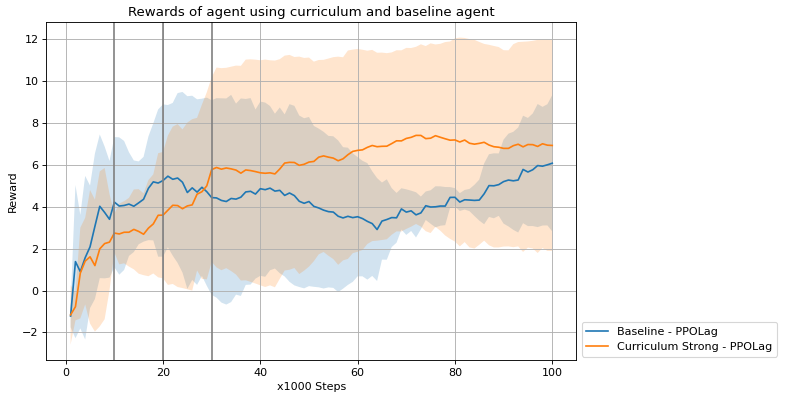 Rewards of agent using curriculum and baseline agent
12
10
8
6
4
2
0
−2
Reward
0 20 40 60 80 100
x1000 Steps
Baseline - PPOLag
Curriculum Strong - PPOLag